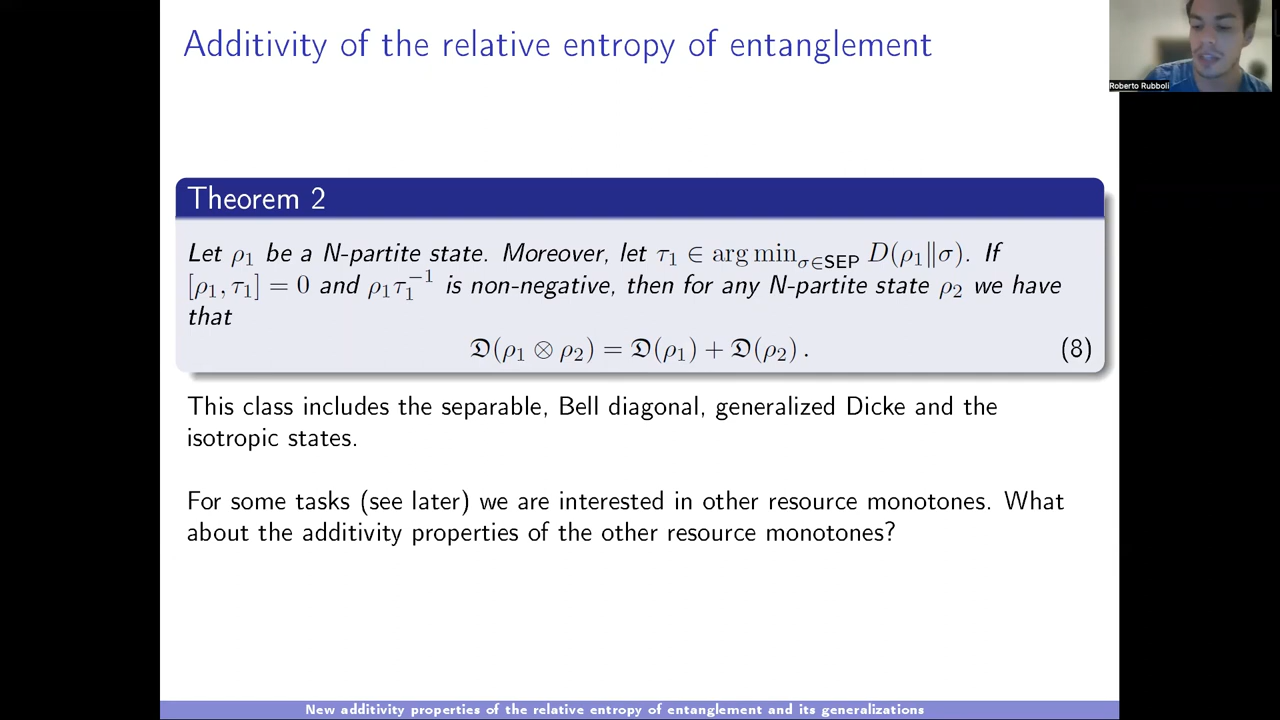 Additivity of the relative entropy of entanglement
Roberto Rubboli
Theorem 2
Let ρ₁ be a N-partite state. Moreover, let τ₁ ∈ arg min_{σ∈SEP} D(ρ₁‖σ). If
[ρ₁, τ₁] = 0 and ρ₁τ₁⁻¹ is non-negative, then for any N-partite state ρ₂ we have
that
𝔇(ρ₁ ⊗ ρ₂) = 𝔇(ρ₁) + 𝔇(ρ₂) . (8)
This class includes the separable, Bell diagonal, generalized Dicke and the
isotropic states.
For some tasks (see later) we are interested in other resource monotones. What
about the additivity properties of the other resource monotones?
New additivity properties of the relative entropy of entanglement and its generalizations